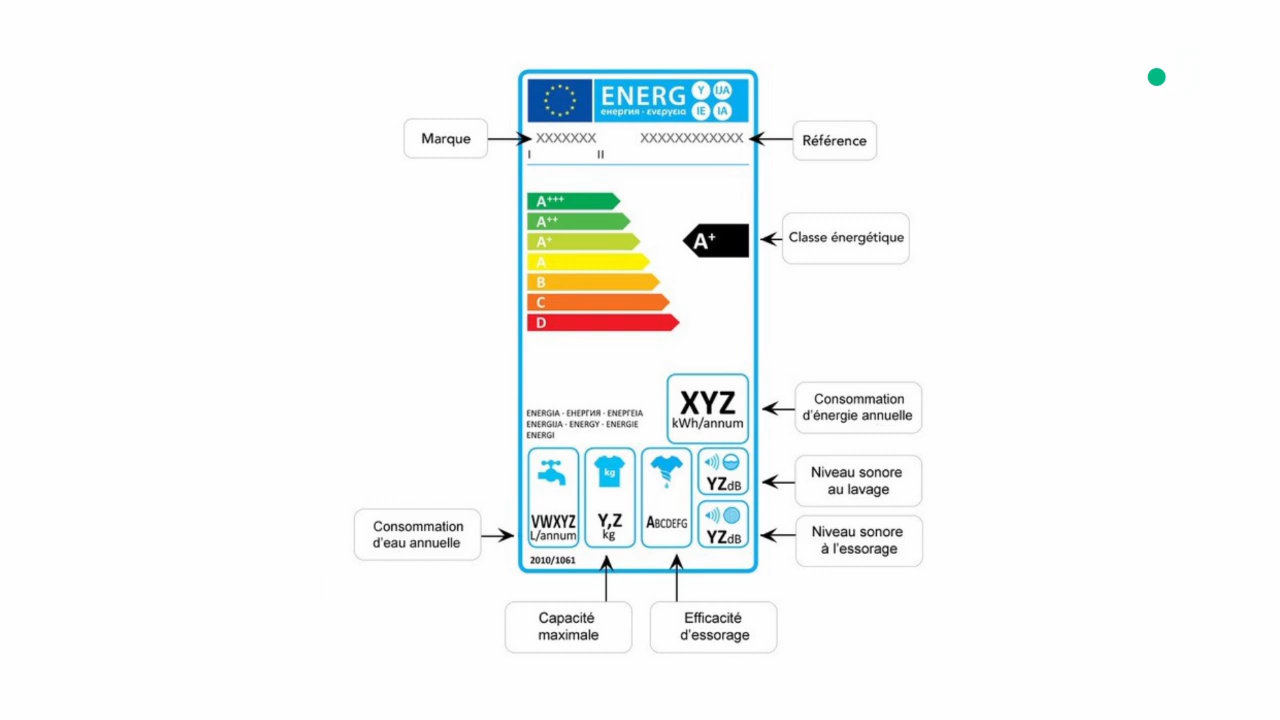 ENERG Y IJA
енергия · ενεργεια IE IA
Marque
XXXXXXX XXXXXXXXXXXX
Référence
I II
A+++
A++
A+
A
B
C
D
A+
Classe énergétique
XYZ
kWh/annum
Consommation
d'énergie annuelle
ENERGIA · ЕНЕРГИЯ · ΕΝΕΡΓΕΙΑ
ENERGIJA · ENERGY · ENERGIE
ENERGI
kg
VWXYZ
L/annum
Y,Z
kg
ABCDEFG
YZdB
YZdB
Niveau sonore
au lavage
Niveau sonore
à l'essorage
Consommation
d'eau annuelle
2010/1061
Capacité
maximale
Efficacité
d'essorage